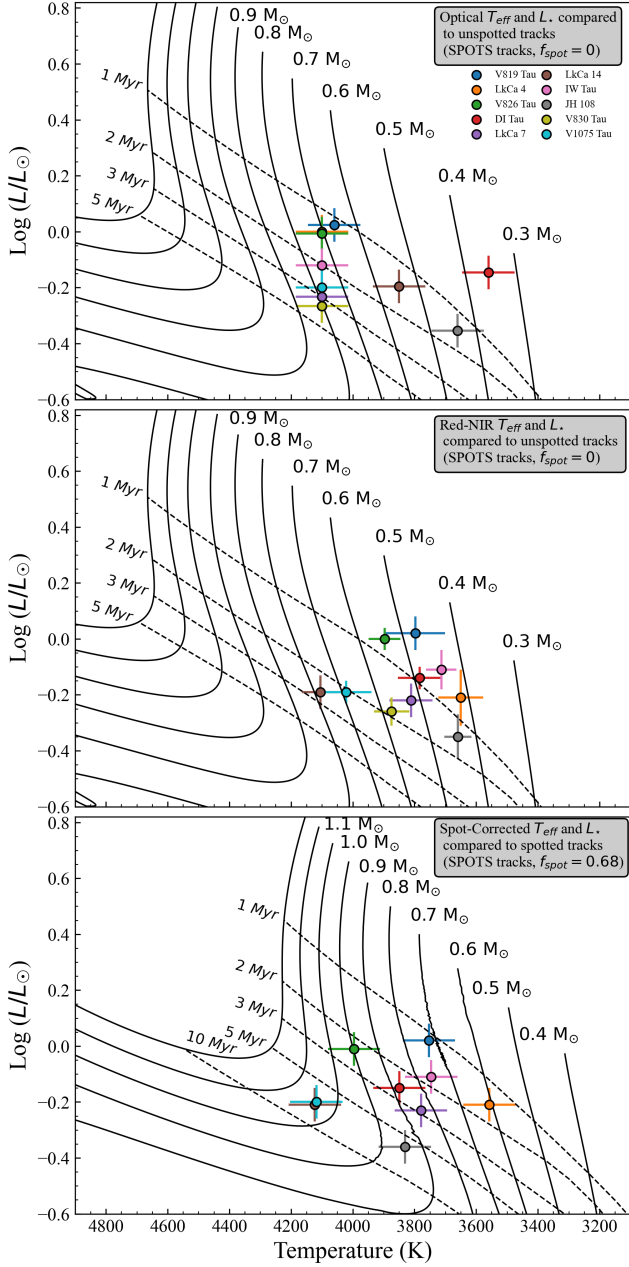 0.9 M⊙
0.8 M⊙
0.7 M⊙
0.6 M⊙
0.5 M⊙
0.4 M⊙
0.3 M⊙
1 Myr
2 Myr
3 Myr
5 Myr
Optical T_eff and L⋆ compared
to unspotted tracks
(SPOTS tracks, f_spot = 0)
V819 Tau
LkCa 4
V826 Tau
DI Tau
LkCa 7
LkCa 14
IW Tau
JH 108
V830 Tau
V1075 Tau
0.8
0.6
0.4
0.2
0.0
−0.2
−0.4
−0.6
Log (L/L⊙)
0.9 M⊙
0.8 M⊙
0.7 M⊙
0.6 M⊙
0.5 M⊙
0.4 M⊙
0.3 M⊙
1 Myr
2 Myr
3 Myr
5 Myr
Red-NIR T_eff and L⋆
compared to unspotted tracks
(SPOTS tracks, f_spot = 0)
0.8
0.6
0.4
0.2
0.0
−0.2
−0.4
−0.6
Log (L/L⊙)
1.1 M⊙
1.0 M⊙
0.9 M⊙
0.8 M⊙
0.7 M⊙
0.6 M⊙
0.5 M⊙
0.4 M⊙
1 Myr
2 Myr
3 Myr
5 Myr
10 Myr
Spot-Corrected T_eff and L⋆
compared to spotted tracks
(SPOTS tracks, f_spot = 0.68)
0.8
0.6
0.4
0.2
0.0
−0.2
−0.4
−0.6
Log (L/L⊙)
4800 4600 4400 4200 4000 3800 3600 3400 3200
Temperature (K)